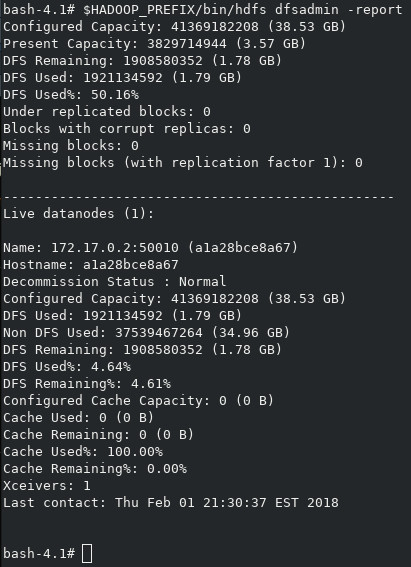 bash-4.1# $HADOOP_PREFIX/bin/hdfs dfsadmin -report
Configured Capacity: 41369182208 (38.53 GB)
Present Capacity: 3829714944 (3.57 GB)
DFS Remaining: 1908580352 (1.78 GB)
DFS Used: 1921134592 (1.79 GB)
DFS Used%: 50.16%
Under replicated blocks: 0
Blocks with corrupt replicas: 0
Missing blocks: 0
Missing blocks (with replication factor 1): 0
-------------------------------------------------
Live datanodes (1):
Name: 172.17.0.2:50010 (a1a28bce8a67)
Hostname: a1a28bce8a67
Decommission Status : Normal
Configured Capacity: 41369182208 (38.53 GB)
DFS Used: 1921134592 (1.79 GB)
Non DFS Used: 37539467264 (34.96 GB)
DFS Remaining: 1908580352 (1.78 GB)
DFS Used%: 4.64%
DFS Remaining%: 4.61%
Configured Cache Capacity: 0 (0 B)
Cache Used: 0 (0 B)
Cache Remaining: 0 (0 B)
Cache Used%: 100.00%
Cache Remaining%: 0.00%
Xceivers: 1
Last contact: Thu Feb 01 21:30:37 EST 2018
bash-4.1#